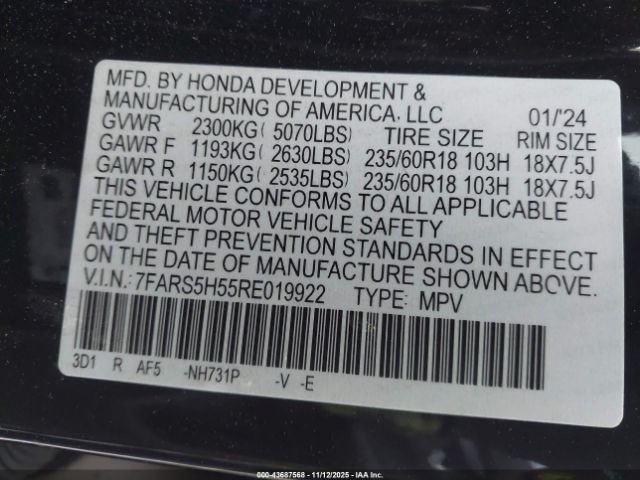 MFD. BY HONDA DEVELOPMENT &
MANUFACTURING OF AMERICA, LLC 01/'24
GVWR 2300KG( 5070LBS) TIRE SIZE RIM SIZE
GAWR F 1193KG( 2630LBS) 235/60R18 103H 18X7.5J
GAWR R 1150KG( 2535LBS) 235/60R18 103H 18X7.5J
THIS VEHICLE CONFORMS TO ALL APPLICABLE
FEDERAL MOTOR VEHICLE SAFETY
AND THEFT PREVENTION STANDARDS IN EFFECT
ON THE DATE OF MANUFACTURE SHOWN ABOVE.
V.I.N.: 7FARS5H55RE019922 TYPE: MPV
3D1 R AF5 -NH731P -V -E
000-43687568 - 11/12/2025 - IAA Inc.